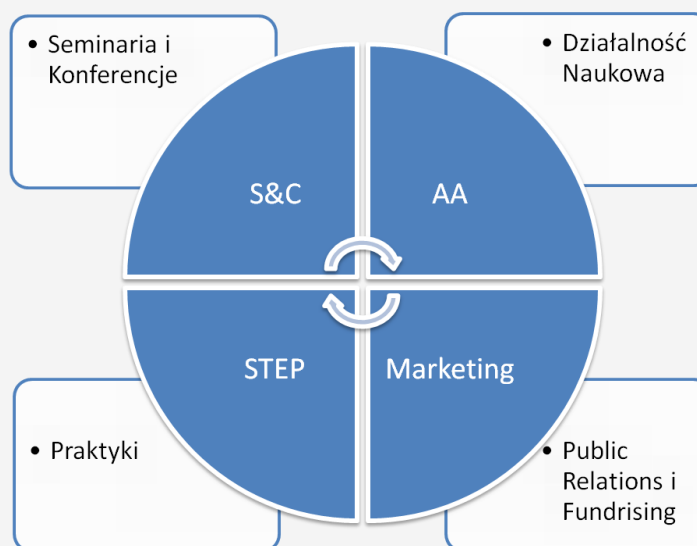 • Seminaria i
Konferencje
• Działalność
Naukowa
S&C
AA
STEP
Marketing
• Praktyki
• Public
Relations i
Fundrising